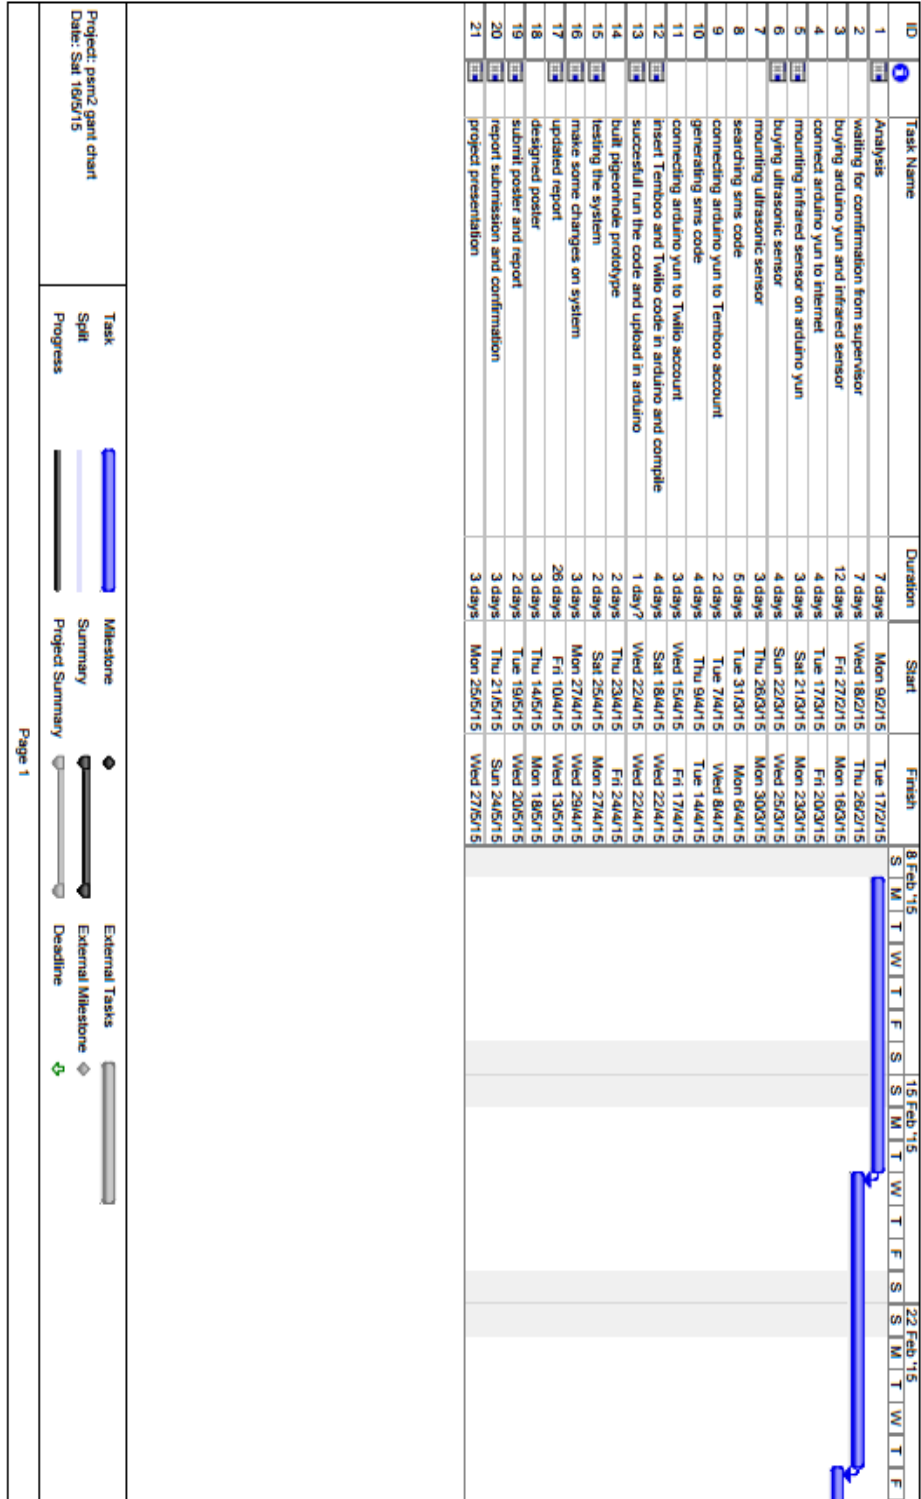 ID Task Name Duration Start Finish 8 Feb '15 15 Feb '15 22 Feb '15
S M T W T F S S M T W T F S S M T W T F
1 Analysis 7 days Mon 9/2/15 Tue 17/2/15
2 waiting for comfirmation from supervisor 7 days Wed 18/2/15 Thu 26/2/15
3 buying arduino yun and infrared sensor 12 days Fri 27/2/15 Mon 16/3/15
4 connect arduino yun to internet 4 days Tue 17/3/15 Fri 20/3/15
5 mounting infrared sensor on arduino yun 3 days Sat 21/3/15 Mon 23/3/15
6 buying ultrasonic sensor 4 days Sun 22/3/15 Wed 25/3/15
7 mounting ultrasonic sensor 3 days Thu 26/3/15 Mon 30/3/15
8 searching sms code 5 days Tue 31/3/15 Mon 6/4/15
9 connecting arduino yun to Temboo account 2 days Tue 7/4/15 Wed 8/4/15
10 generating sms code 4 days Thu 9/4/15 Tue 14/4/15
11 connecting arduino yun to Twilio account 3 days Wed 15/4/15 Fri 17/4/15
12 insert Temboo and Twilio code in arduino and compile 4 days Sat 18/4/15 Wed 22/4/15
13 succesfull run the code and upload in arduino 1 day? Wed 22/4/15 Wed 22/4/15
14 built pigeonhole prototype 2 days Thu 23/4/15 Fri 24/4/15
15 testing the system 2 days Sat 25/4/15 Mon 27/4/15
16 make some changes on system 3 days Mon 27/4/15 Wed 29/4/15
17 updated report 26 days Fri 10/4/15 Wed 13/5/15
18 designed poster 3 days Thu 14/5/15 Mon 18/5/15
19 submit poster and report 2 days Tue 19/5/15 Wed 20/5/15
20 report submission and confirmation 3 days Thu 21/5/15 Sun 24/5/15
21 project presentation 3 days Mon 25/5/15 Wed 27/5/15
Project: psm2 gant chart
Date: Sat 16/5/15
Task Milestone External Tasks
Split Summary External Milestone
Progress Project Summary Deadline
Page 1